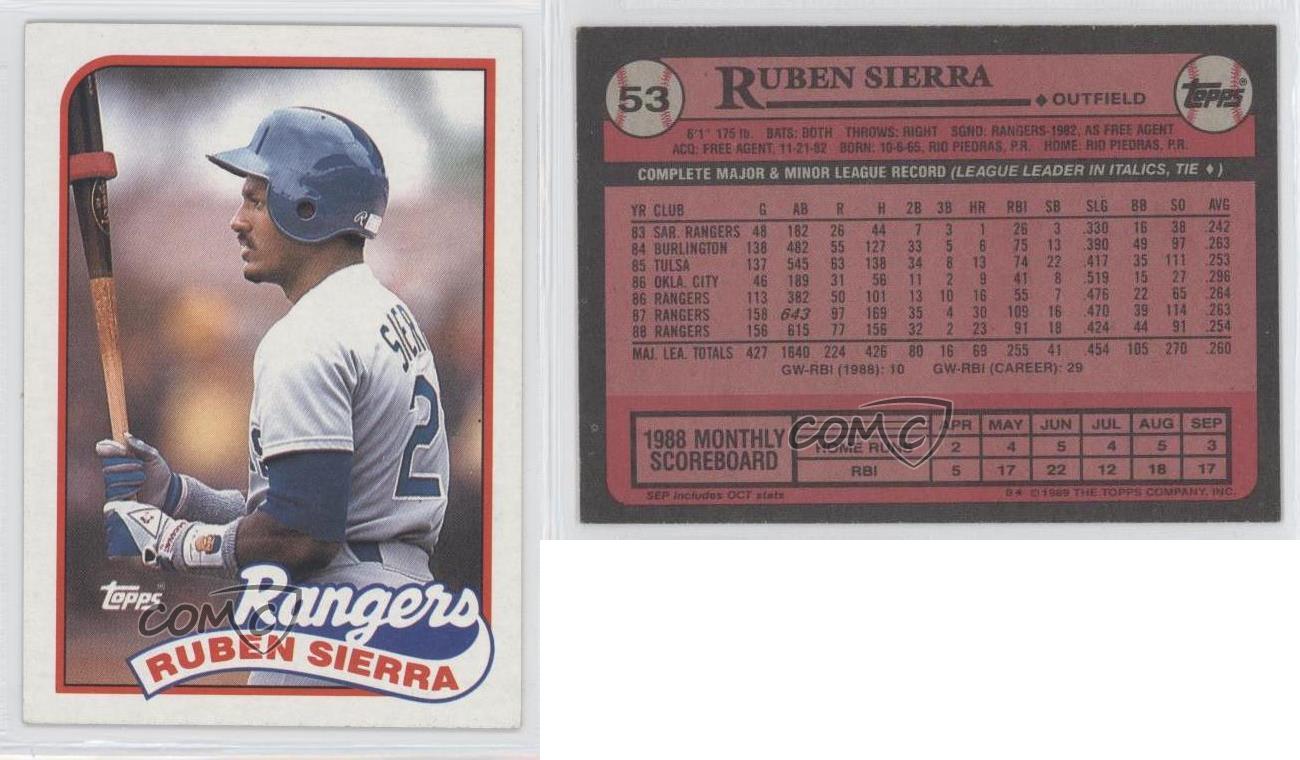 SIER
2
Topps
COMC
Rangers
RUBEN SIERRA
53
RUBEN SIERRA
♦ OUTFIELD
Topps®
6'1" 175 lb. BATS: BOTH THROWS: RIGHT SGND: RANGERS-1982, AS FREE AGENT
ACQ: FREE AGENT, 11-21-82 BORN: 10-6-65, RIO PIEDRAS, P.R. HOME: RIO PIEDRAS, P.R.
COMPLETE MAJOR & MINOR LEAGUE RECORD (LEAGUE LEADER IN ITALICS, TIE ♦)
YR CLUB G AB R H 2B 3B HR RBI SB SLG BB SO AVG
83 SAR. RANGERS 48 182 26 44 7 3 1 26 3 .330 16 38 .242
84 BURLINGTON 138 482 55 127 33 5 6 75 13 .390 49 97 .263
85 TULSA 137 545 63 138 34 8 13 74 22 .417 35 111 .253
86 OKLA. CITY 46 189 31 56 11 2 9 41 8 .519 15 27 .296
86 RANGERS 113 382 50 101 13 10 16 55 7 .476 22 65 .264
87 RANGERS 158 643 97 169 35 4 30 109 16 .470 39 114 .263
88 RANGERS 156 615 77 156 32 2 23 91 18 .424 44 91 .254
MAJ. LEA. TOTALS 427 1640 224 426 80 16 69 255 41 .454 105 270 .260
GW-RBI (1988): 10 GW-RBI (CAREER): 29
1988 MONTHLY SCOREBOARD
COMC
APR MAY JUN JUL AUG SEP
HOME RUNS 2 4 5 4 5 3
RBI 5 17 22 12 18 17
SEP includes OCT stats
B★ © 1989 THE TOPPS COMPANY, INC.